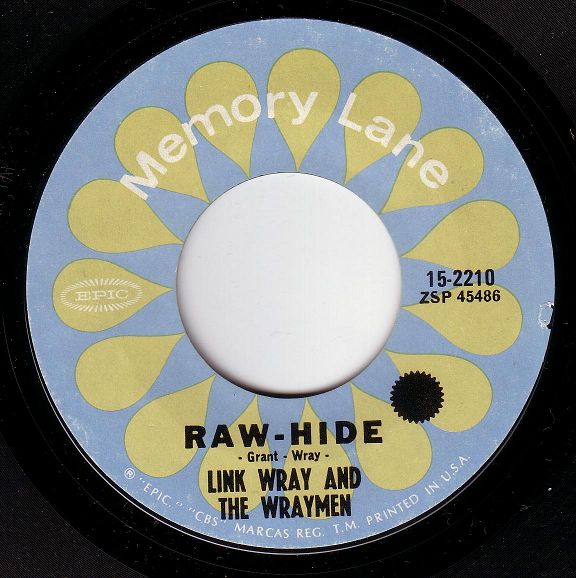 Memory Lane
EPIC
15-2210
ZSP 45486
RAW-HIDE
- Grant - Wray -
LINK WRAY AND
THE WRAYMEN
® "EPIC," "CBS" MARCAS REG. T.M. PRINTED IN U.S.A.